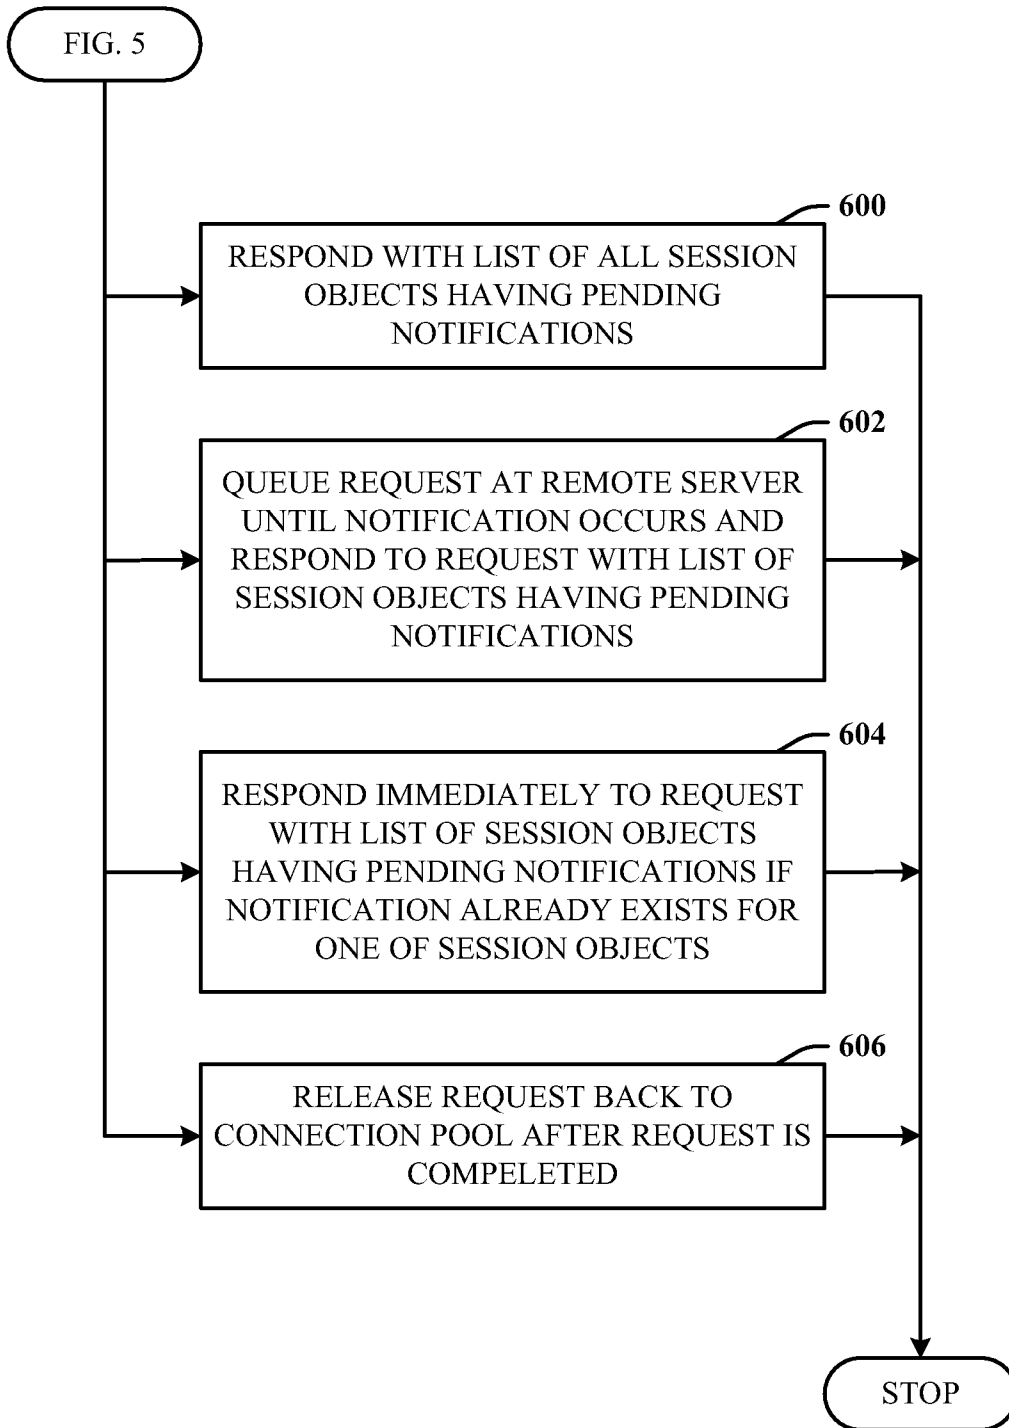 FIG. 5
600
RESPOND WITH LIST OF ALL SESSION
OBJECTS HAVING PENDING
NOTIFICATIONS
602
QUEUE REQUEST AT REMOTE SERVER
UNTIL NOTIFICATION OCCURS AND
RESPOND TO REQUEST WITH LIST OF
SESSION OBJECTS HAVING PENDING
NOTIFICATIONS
604
RESPOND IMMEDIATELY TO REQUEST
WITH LIST OF SESSION OBJECTS
HAVING PENDING NOTIFICATIONS IF
NOTIFICATION ALREADY EXISTS FOR
ONE OF SESSION OBJECTS
606
RELEASE REQUEST BACK TO
CONNECTION POOL AFTER REQUEST IS
COMPELETED
STOP